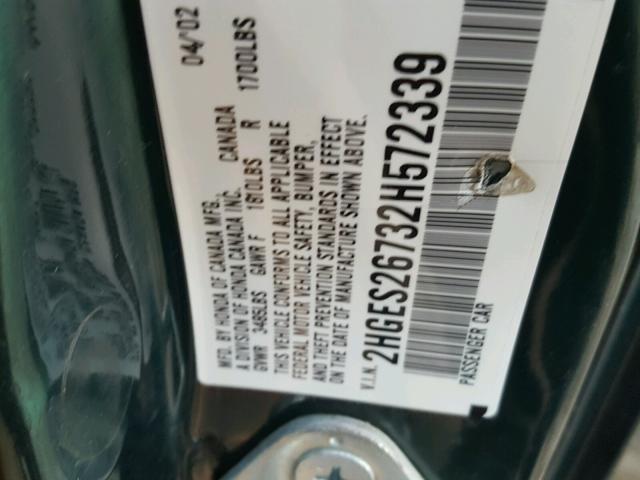 MFD. BY HONDA OF CANADA MFG. 04/'02
A DIVISION OF HONDA CANADA INC. CANADA
GVWR 3485LBS GAWR F 1810LBS R 1700LBS
THIS VEHICLE CONFORMS TO ALL APPLICABLE
FEDERAL MOTOR VEHICLE SAFETY, BUMPER,
AND THEFT PREVENTION STANDARDS IN EFFECT
ON THE DATE OF MANUFACTURE SHOWN ABOVE.
V.I.N. 2HGES26732H572339
PASSENGER CAR